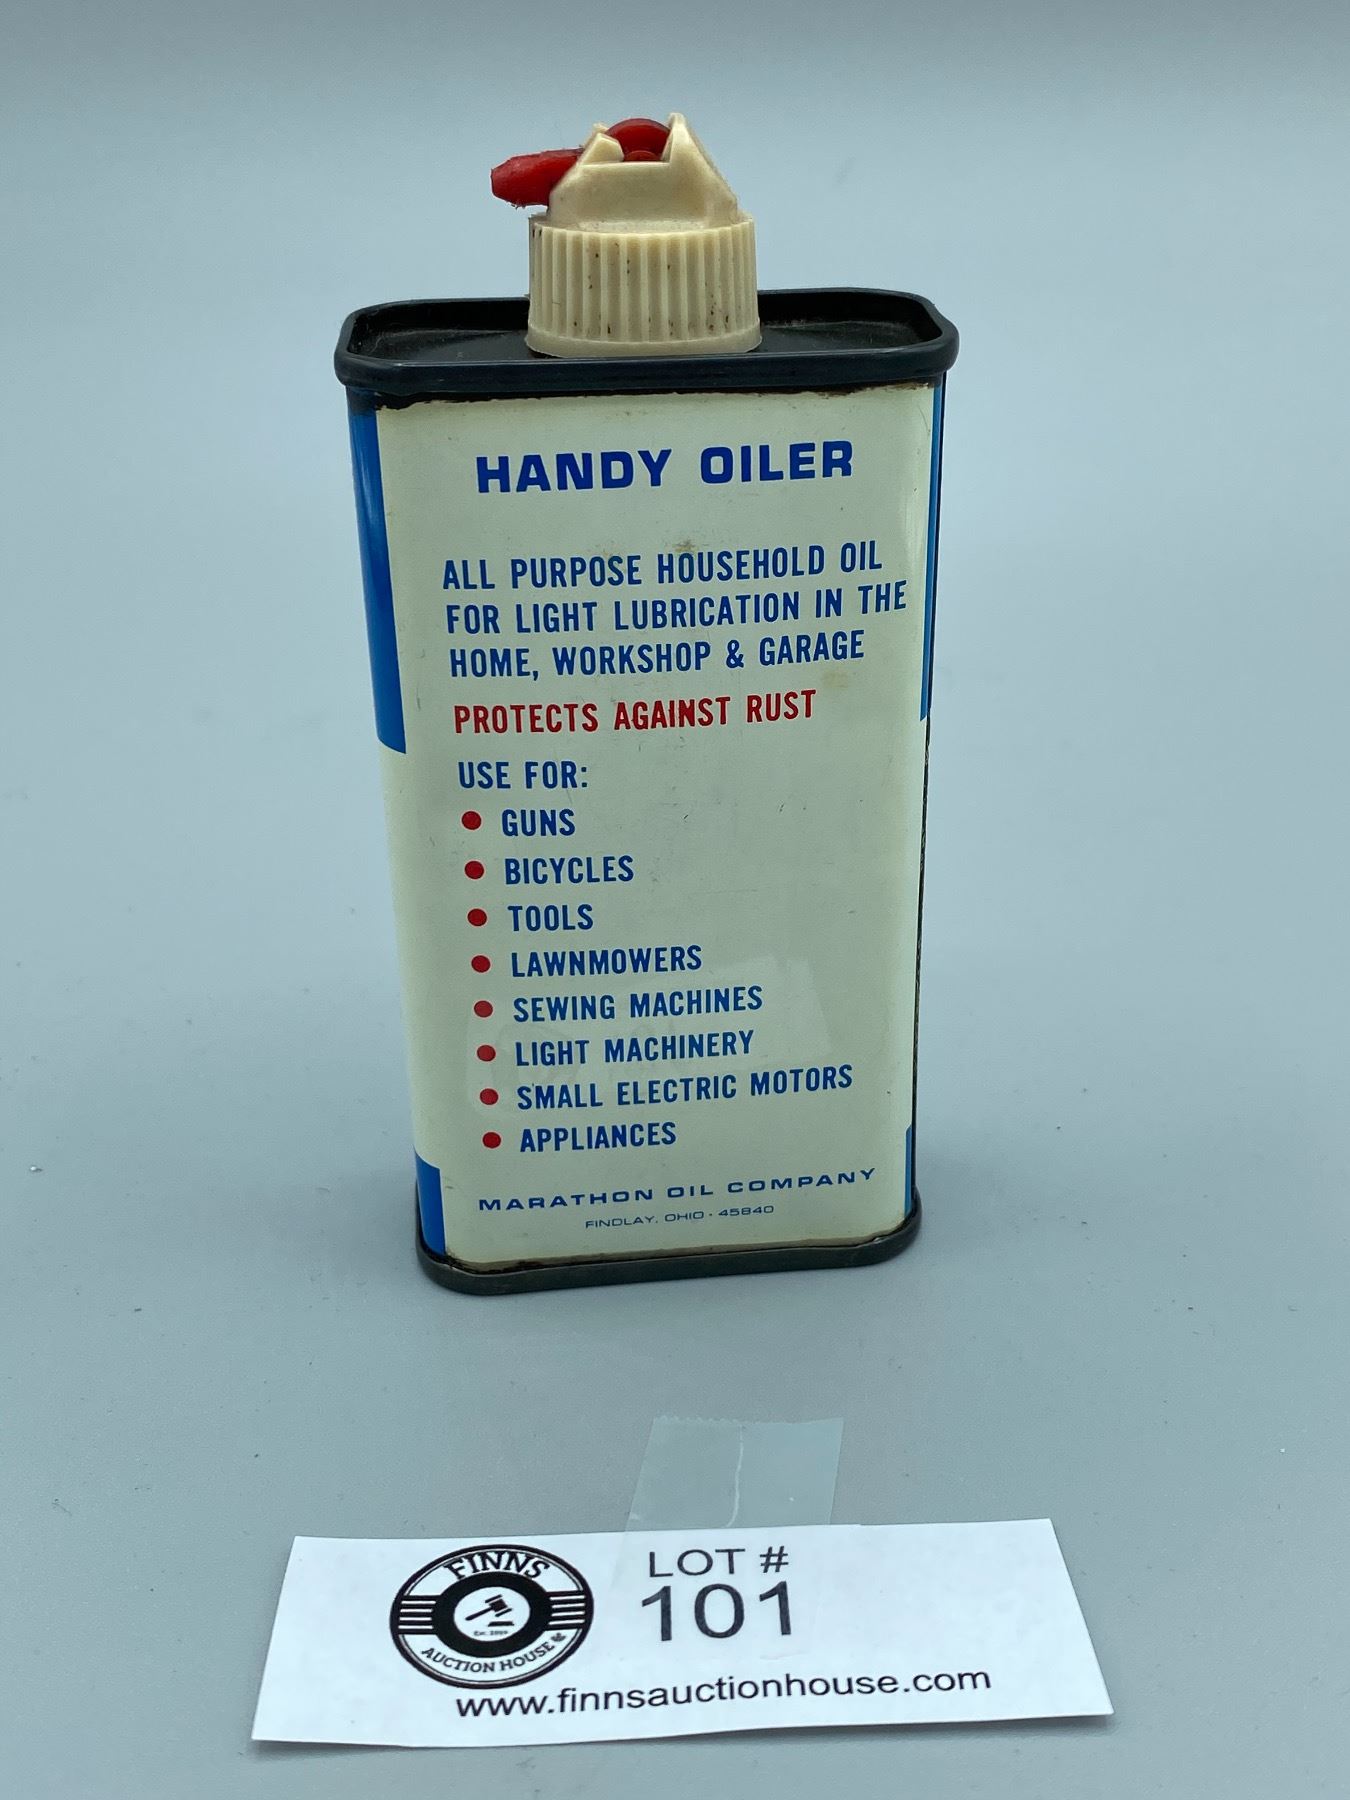 HANDY OILER
ALL PURPOSE HOUSEHOLD OIL
FOR LIGHT LUBRICATION IN THE
HOME, WORKSHOP & GARAGE
PROTECTS AGAINST RUST
USE FOR:
• GUNS
• BICYCLES
• TOOLS
• LAWNMOWERS
• SEWING MACHINES
• LIGHT MACHINERY
• SMALL ELECTRIC MOTORS
• APPLIANCES
MARATHON OIL COMPANY
FINDLAY, OHIO • 45840
FINNS
AUCTION HOUSE
LOT #
101
www.finnsauctionhouse.com